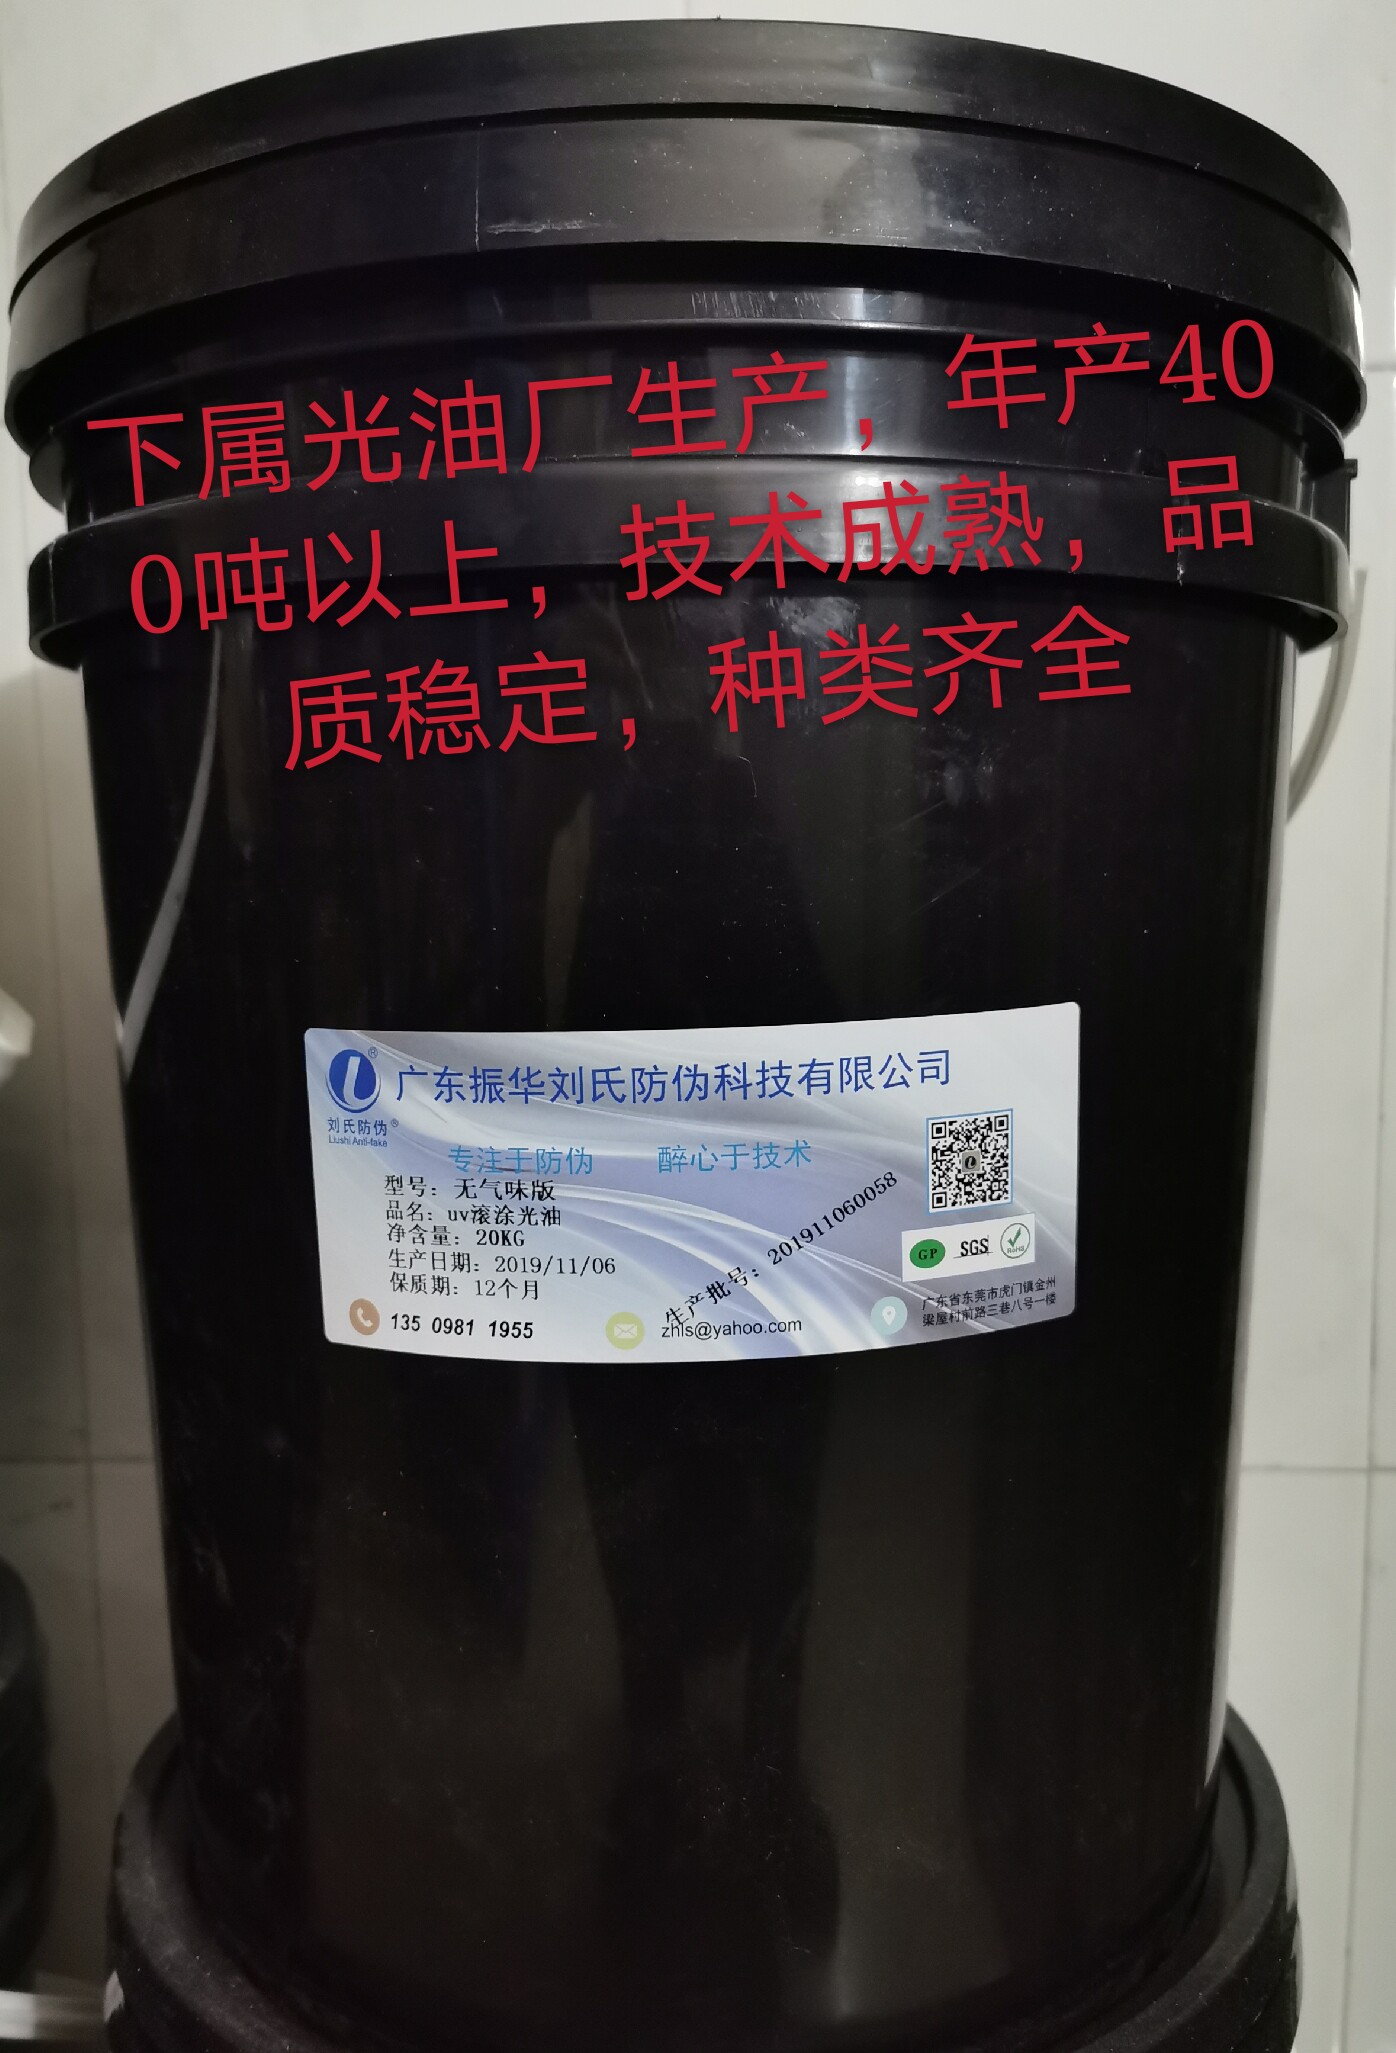 下属光油厂生产，年产40
0吨以上，技术成熟，品
质稳定，种类齐全
广东振华刘氏防伪科技有限公司
刘氏防伪®
Liushi Anti-fake
专注于防伪 醉心于技术
型号：无气味版
品名：uv滚涂光油
净含量：20KG
生产日期：2019/11/06
保质期：12个月
生产批号：201911060058
GP SGS RoHS
135 0981 1955
zhls@yahoo.com
广东省东莞市虎门镇金州
梁屋村前路三巷八号一楼